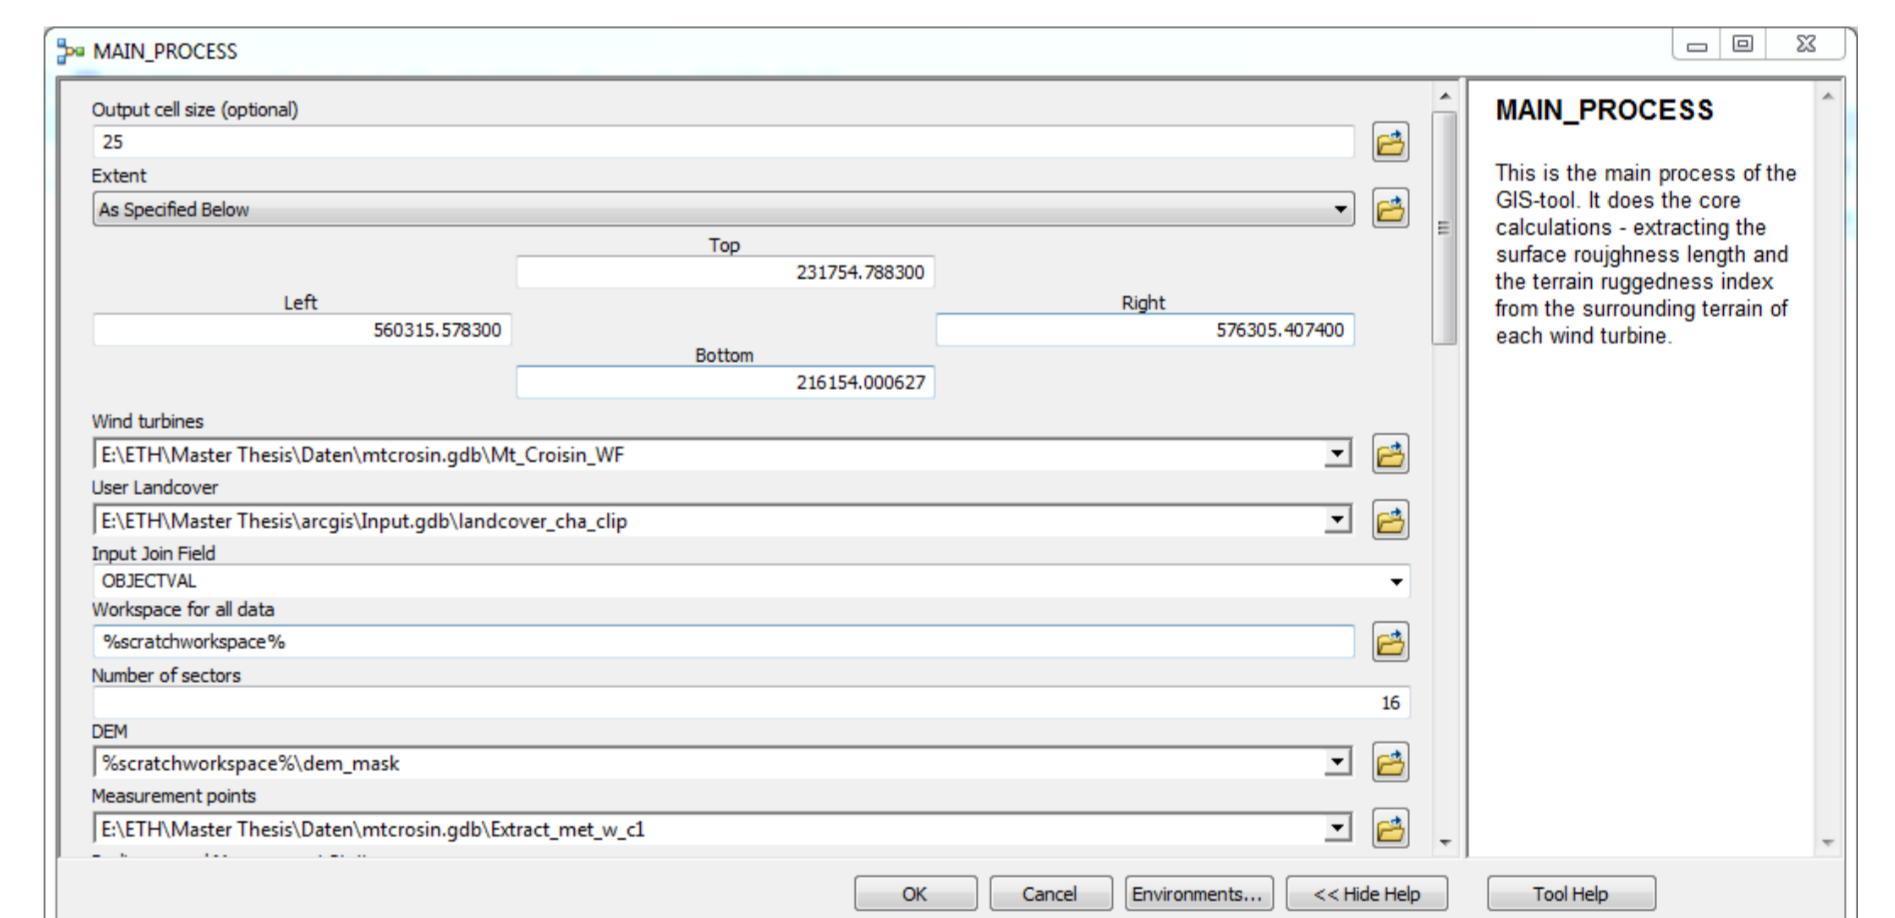 MAIN_PROCESS
Output cell size (optional)
25
Extent
As Specified Below
Top
231754.788300
Left
Right
560315.578300
576305.407400
Bottom
216154.000627
Wind turbines
E:\ETH\Master Thesis\Daten\mtcrosin.gdb\Mt_Croisin_WF
User Landcover
E:\ETH\Master Thesis\arcgis\Input.gdb\landcover_cha_clip
Input Join Field
OBJECTVAL
Workspace for all data
%scratchworkspace%
Number of sectors
16
DEM
%scratchworkspace%\dem_mask
Measurement points
E:\ETH\Master Thesis\Daten\mtcrosin.gdb\Extract_met_w_c1
MAIN_PROCESS
This is the main process of the
GIS-tool. It does the core
calculations - extracting the
surface roujghness length and
the terrain ruggedness index
from the surrounding terrain of
each wind turbine.
OK
Cancel
Environments...
<< Hide Help
Tool Help